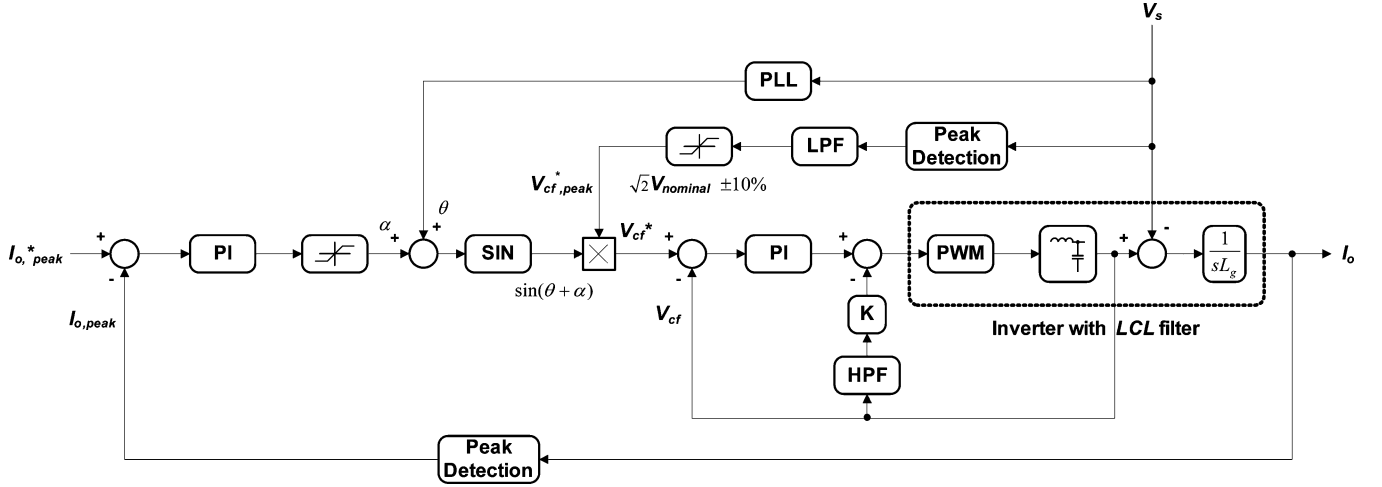 Vs
PLL
Peak
Detection
LPF
Vcf*,peak
√2Vnominal ±10%
θ
α
+
+
Io,*peak
+
-
PI
SIN
sin(θ + α)
×
Vcf*
+
-
PI
+
-
PWM
+
-
1
sLg
Io
Io,peak
Vcf
K
HPF
Inverter with LCL filter
Peak
Detection